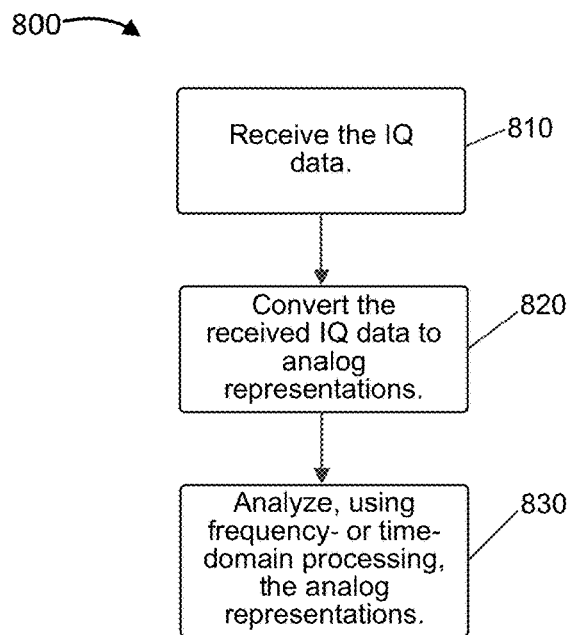 800
Receive the IQ
data.
810
Convert the
received IQ data to
analog
representations.
820
Analyze, using
frequency- or time-
domain processing,
the analog
representations.
830